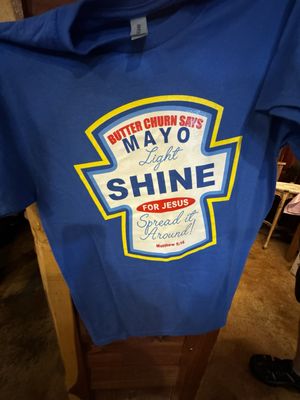 BUTTER CHURN SAYS
MAYO
Light
SHINE
FOR JESUS
Spread it
Around!
Matthew 5:16